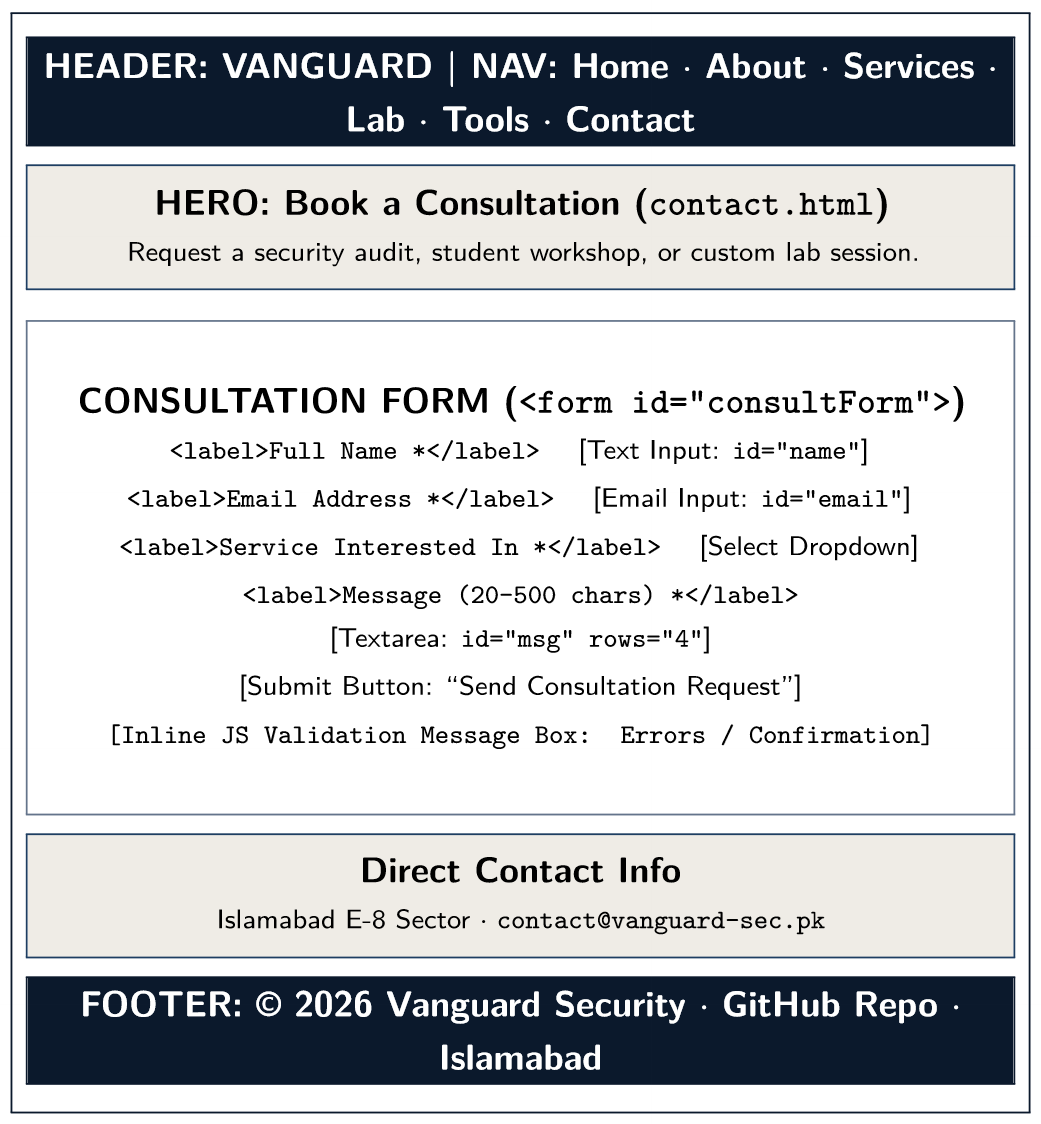 HEADER: VANGUARD | NAV: Home · About · Services ·
Lab · Tools · Contact
HERO: Book a Consultation (contact.html)
Request a security audit, student workshop, or custom lab session.
CONSULTATION FORM (<form id="consultForm">)
<label>Full Name *</label> [Text Input: id="name"]
<label>Email Address *</label> [Email Input: id="email"]
<label>Service Interested In *</label> [Select Dropdown]
<label>Message (20-500 chars) *</label>
[Textarea: id="msg" rows="4"]
[Submit Button: “Send Consultation Request”]
[Inline JS Validation Message Box: Errors / Confirmation]
Direct Contact Info
Islamabad E-8 Sector · contact@vanguard-sec.pk
FOOTER: © 2026 Vanguard Security · GitHub Repo ·
Islamabad